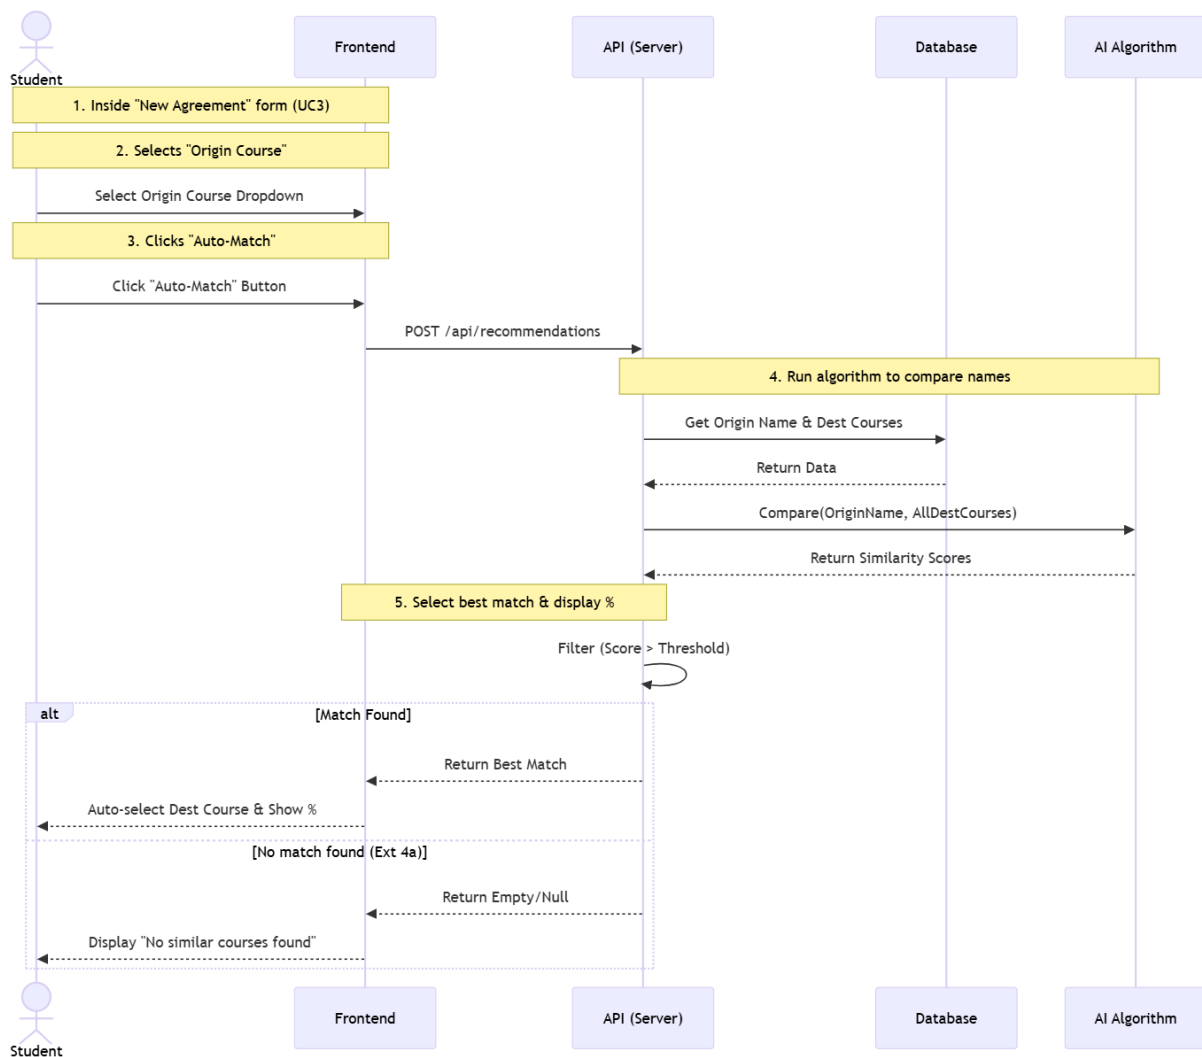 Student
Frontend
API (Server)
Database
AI Algorithm
1. Inside "New Agreement" form (UC3)
2. Selects "Origin Course"
Select Origin Course Dropdown
3. Clicks "Auto-Match"
Click "Auto-Match" Button
POST /api/recommendations
4. Run algorithm to compare names
Get Origin Name & Dest Courses
Return Data
Compare(OriginName, AllDestCourses)
Return Similarity Scores
5. Select best match & display %
Filter (Score > Threshold)
alt
[Match Found]
Return Best Match
Auto-select Dest Course & Show %
[No match found (Ext 4a)]
Return Empty/Null
Display "No similar courses found"
Student
Frontend
API (Server)
Database
AI Algorithm